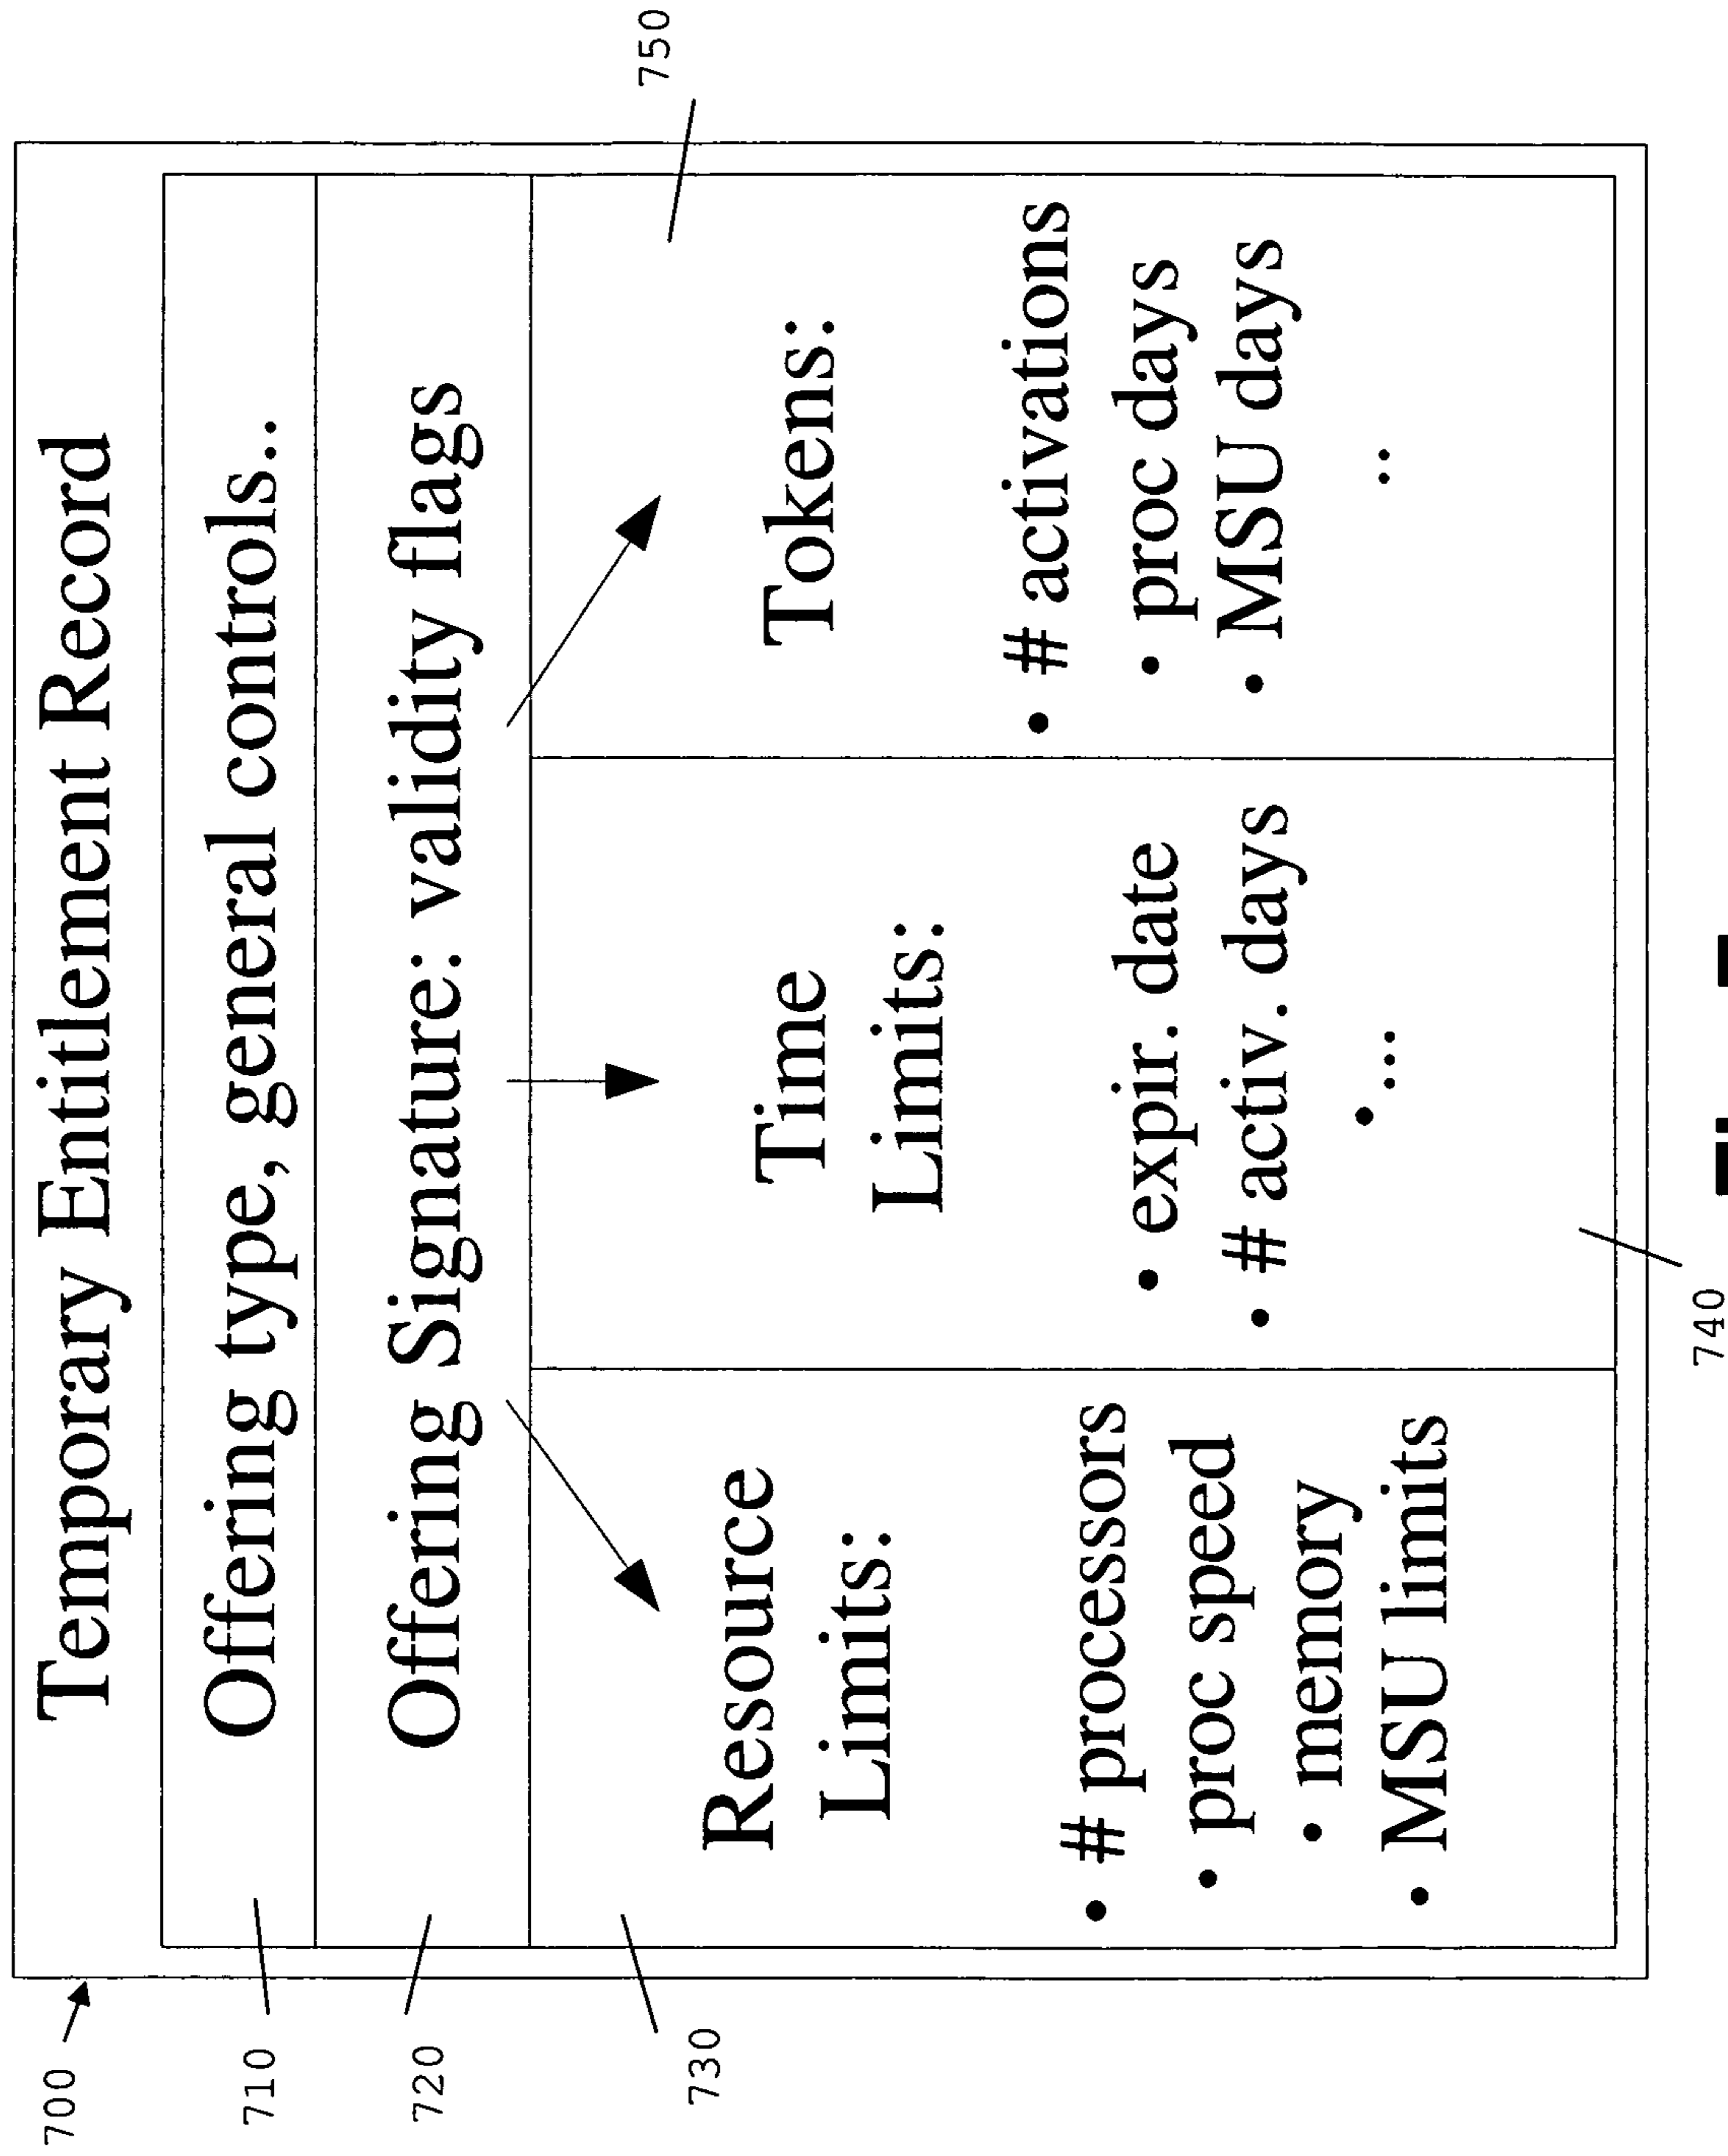 700
Temporary Entitlement Record
710
Offering type, general controls..
720
Offering Signature: validity flags
730
Resource
Limits:
• # processors
• proc speed
• memory
• MSU limits
Time
Limits:
• expir. date
• # activ. days
• ...
740
Tokens:
• # activations
• proc days
• MSU days
..
750